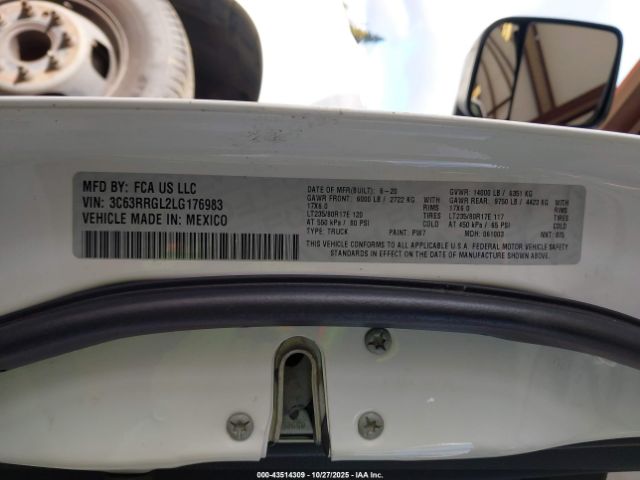 MFD BY: FCA US LLC
VIN: 3C63RRGL2LG176983
VEHICLE MADE IN: MEXICO
DATE OF MFR(BUILT): 6-20
GAWR FRONT: 6000 LB / 2722 KG
17X6.0 RIMS
LT235/80R17E 120 TIRES
AT 550 kPa / 80 PSI COLD
TYPE: TRUCK PAINT: PW7
GVWR: 14000 LB / 6351 KG
GAWR REAR: 9750 LB / 4423 KG
17X6.0 RIMS
LT235/80R17E 117 TIRES
AT 450 kPa / 65 PSI COLD
MDH: 061003
THIS VEHICLE CONFORMS TO ALL APPLICABLE U.S.A. FEDERAL MOTOR VEHICLE SAFETY
STANDARDS IN EFFECT ON THE DATE OF MANUFACTURE SHOWN ABOVE.
000-43514309 - 10/27/2025 - IAA Inc.